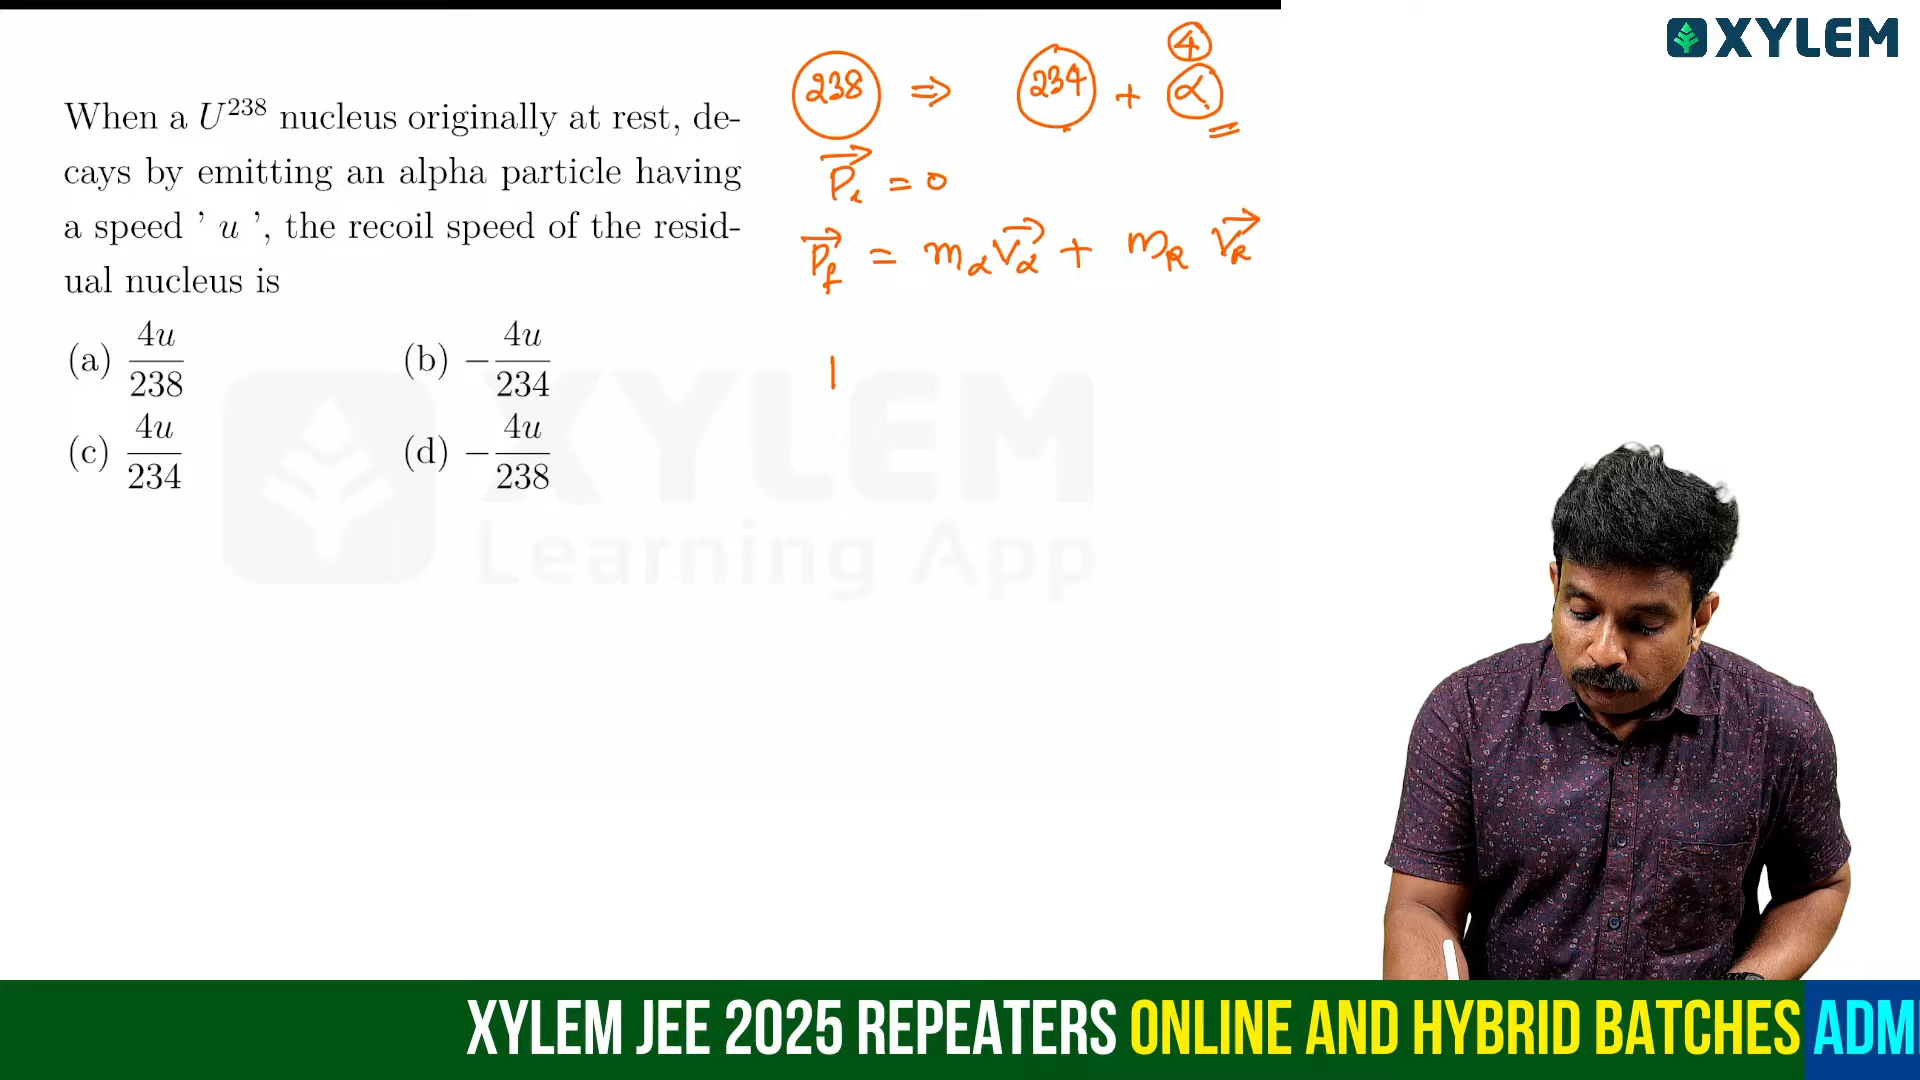 XYLEM
When a U²³⁸ nucleus originally at rest, de-
cays by emitting an alpha particle having
a speed ’ u ’, the recoil speed of the resid-
ual nucleus is
(a) 4u/238 (b) −4u/234
(c) 4u/234 (d) −4u/238
4
238 ⇒ 234 + α
P⃗i = 0
P⃗f = mα V⃗α + mR V⃗R
XYLEM
Learning App
XYLEM JEE 2025 REPEATERS ONLINE AND HYBRID BATCHES ADM